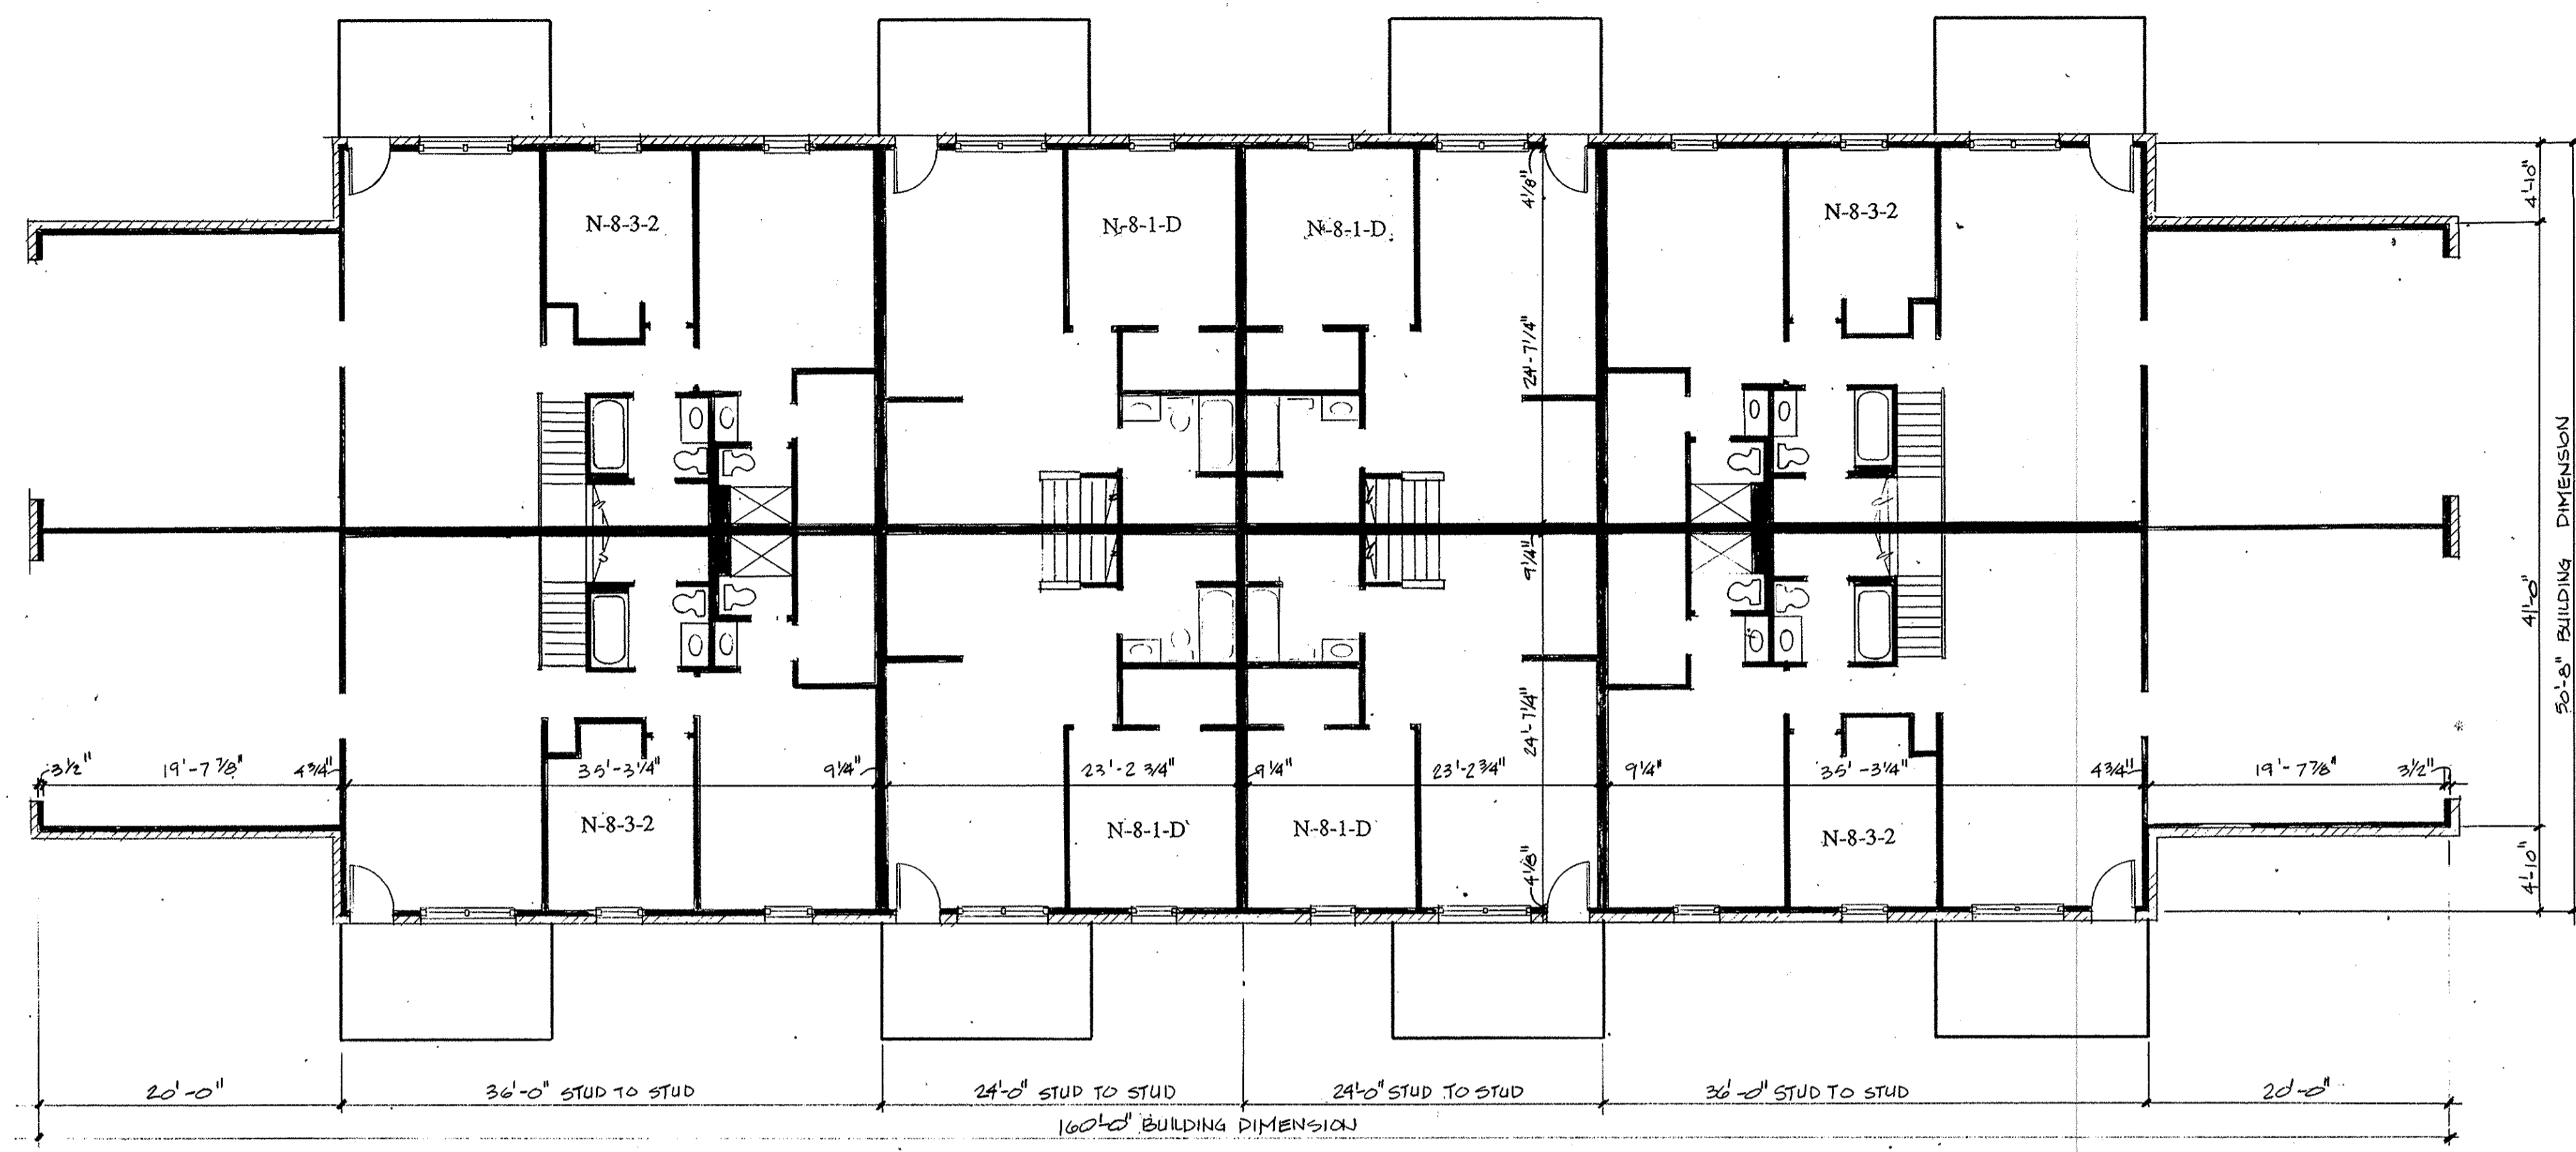 N-8-3-2
N-8-1-D
N-8-1-D
N-8-3-2
4'-10"
4 1/8"
24'-7 1/4"
9 1/4"
41'-0"
50'-8" BUILDING DIMENSION
24'-7 1/4"
3 1/2"
19'-7 7/8"
4 3/4"
35'-3 1/4"
9 1/4"
23'-2 3/4"
9 1/4"
23'-2 3/4"
9 1/4"
35'-3 1/4"
4 3/4"
19'-7 7/8"
3 1/2"
N-8-3-2
N-8-1-D
N-8-1-D
N-8-3-2
4 1/8"
4'-10"
20'-0"
36'-0" STUD TO STUD
24'-0" STUD TO STUD
24'-0" STUD TO STUD
36'-0" STUD TO STUD
20'-0"
160'-0" BUILDING DIMENSION